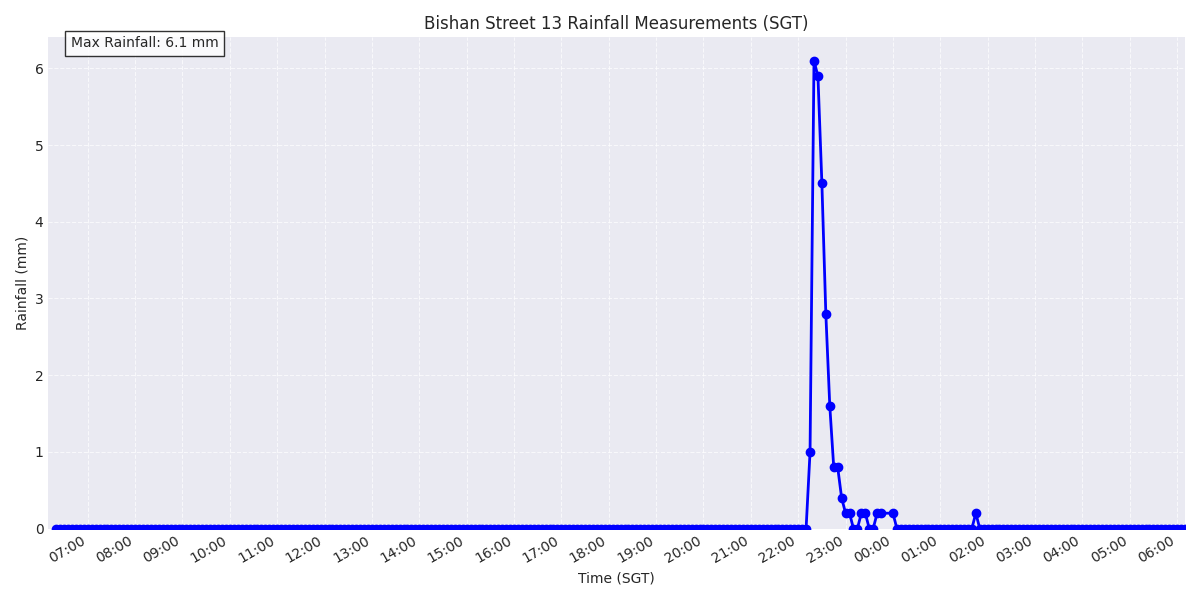 Bishan Street 13 Rainfall Measurements (SGT)
Max Rainfall: 6.1 mm
6
5
4
3
2
1
0
Rainfall (mm)
07:00 08:00 09:00 10:00 11:00 12:00 13:00 14:00 15:00 16:00 17:00 18:00 19:00 20:00 21:00 22:00 23:00 00:00 01:00 02:00 03:00 04:00 05:00 06:00
Time (SGT)